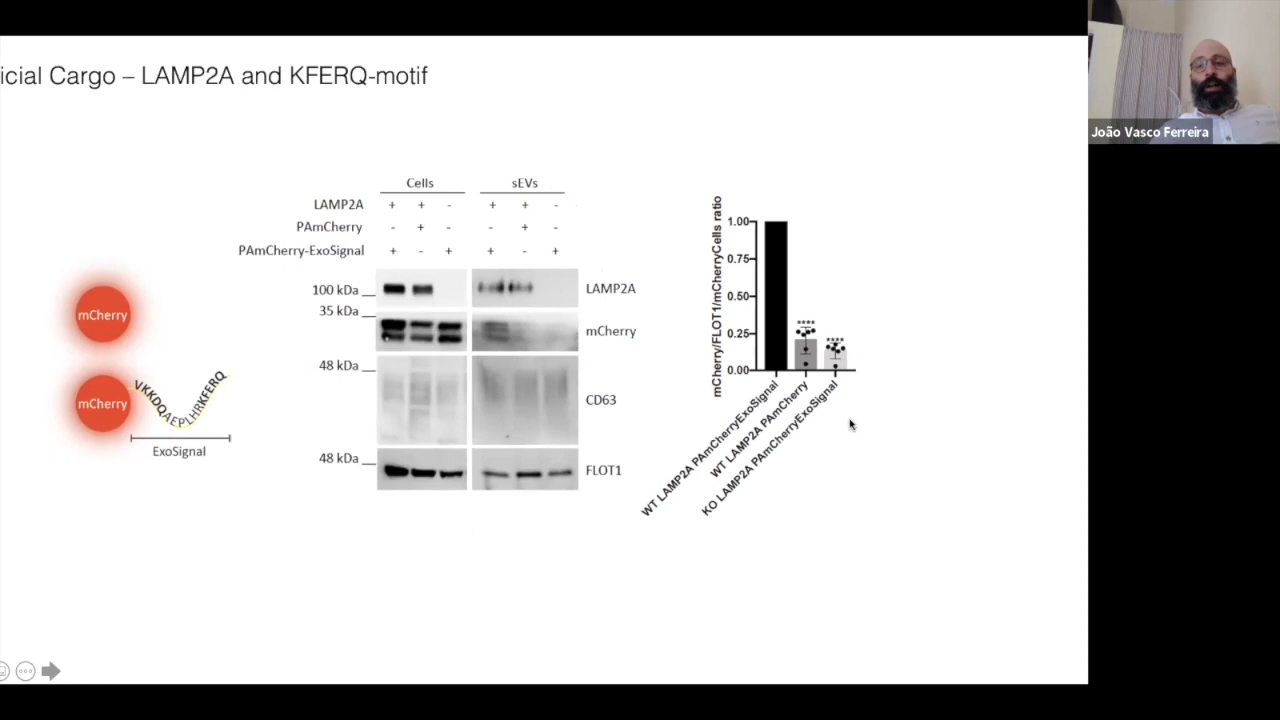 icial Cargo – LAMP2A and KFERQ-motif
João Vasco Ferreira
Cells sEVs
LAMP2A + + - + + -
PAmCherry - + - - + -
PAmCherry-ExoSignal + - + + - +
100 kDa
LAMP2A
35 kDa
mCherry
48 kDa
CD63
48 kDa
FLOT1
mCherry
mCherry
VKKDQAEPLHRKFERQ
ExoSignal
mCherry/FLOT1/mCherryCells ratio
1.00
0.75
0.50
0.25
0.00
****
****
WT LAMP2A PAmCherryExoSignal
WT LAMP2A PAmCherry
KO LAMP2A PAmCherryExoSignal